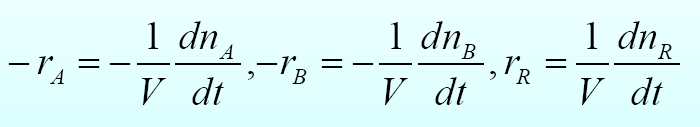 −r_A = −\frac{1}{V}\frac{dn_A}{dt}, −r_B = −\frac{1}{V}\frac{dn_B}{dt}, r_R = \frac{1}{V}\frac{dn_R}{dt}